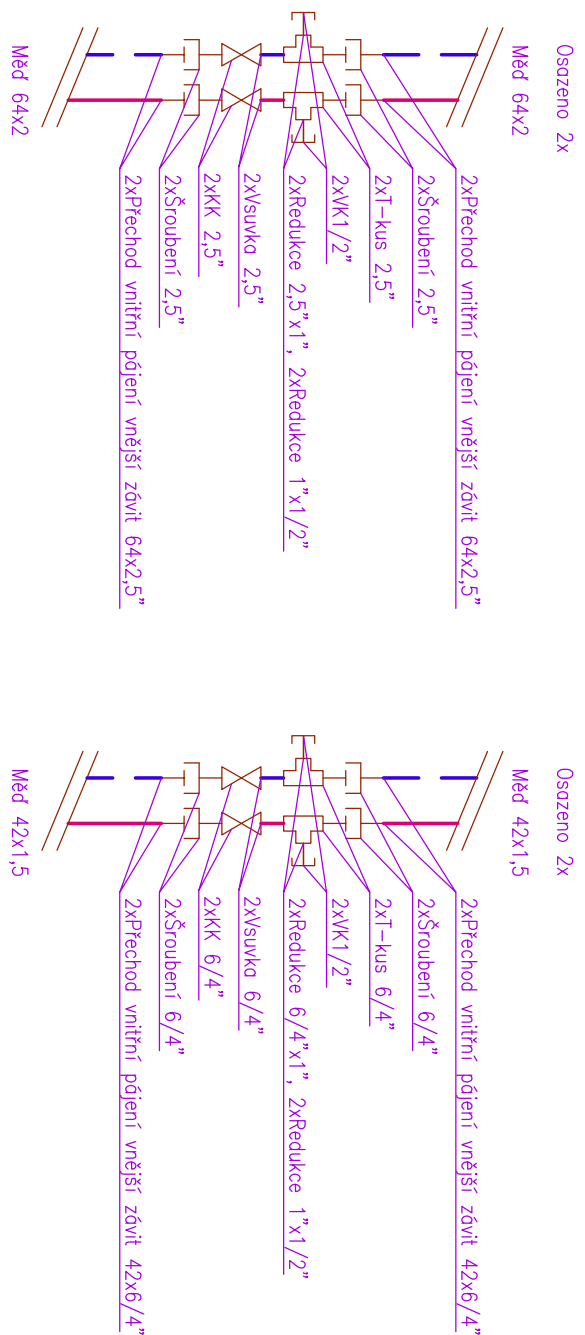 Osazeno 2x
Měď 64x2
2xPřechod vnitřní pájení vnější závit 64x2,5"
2xŠroubení 2,5"
2xT-kus 2,5"
2xVK1/2"
2xRedukce 2,5"x1", 2xRedukce 1"x1/2"
2xVsuvka 2,5"
2xKK 2,5"
2xŠroubení 2,5"
2xPřechod vnitřní pájení vnější závit 64x2,5"
Měď 64x2
Osazeno 2x
Měď 42x1,5
2xPřechod vnitřní pájení vnější závit 42x6/4"
2xŠroubení 6/4"
2xT-kus 6/4"
2xVK1/2"
2xRedukce 6/4"x1", 2xRedukce 1"x1/2"
2xVsuvka 6/4"
2xKK 6/4"
2xŠroubení 6/4"
2xPřechod vnitřní pájení vnější závit 42x6/4"
Měď 42x1,5